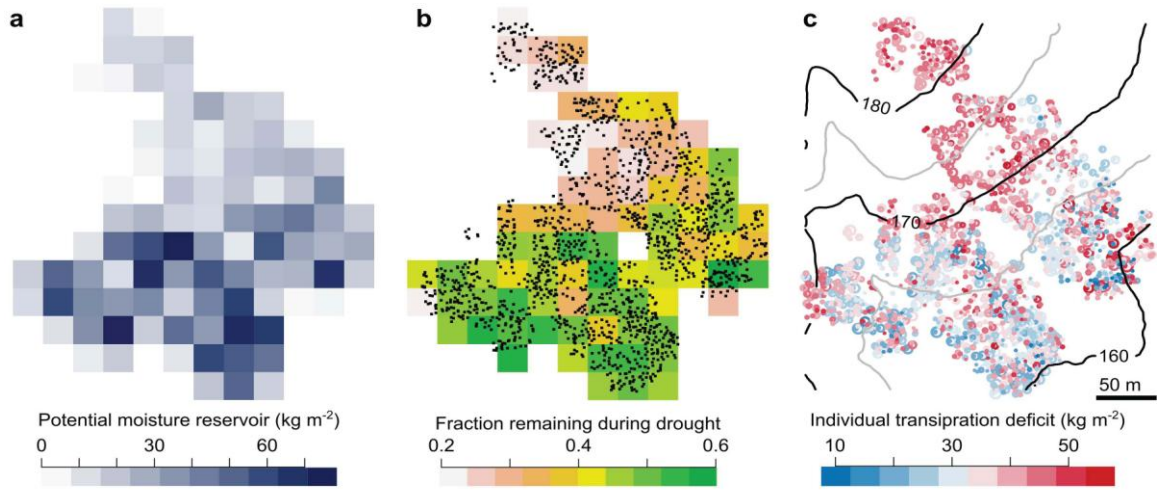 a
b
c
180
170
160
50 m
Potential moisture reservoir (kg m⁻²)
0 30 60
Fraction remaining during drought
0.2 0.4 0.6
Individual transipration deficit (kg m⁻²)
10 30 50